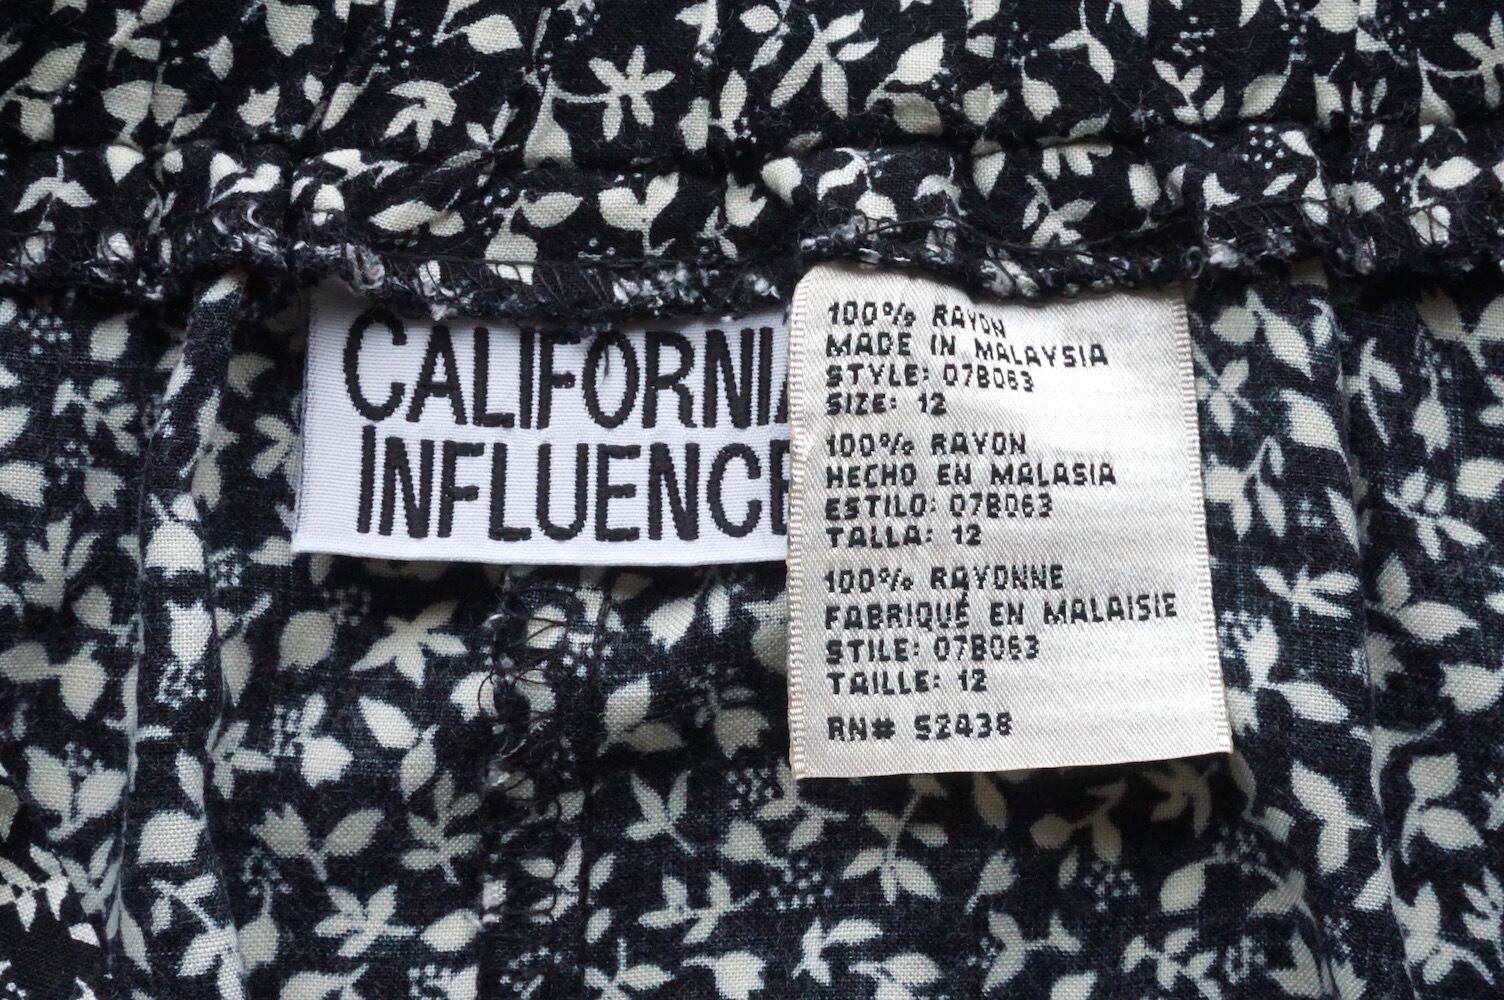 CALIFORNIA
INFLUENCE
100% RAYON
MADE IN MALAYSIA
STYLE: 07B063
SIZE: 12
100% RAYON
HECHO EN MALASIA
ESTILO: 07B063
TALLA: 12
100% RAYONNE
FABRIQUÉ EN MALAISIE
STILE: 07B063
TAILLE: 12
RN# 52438